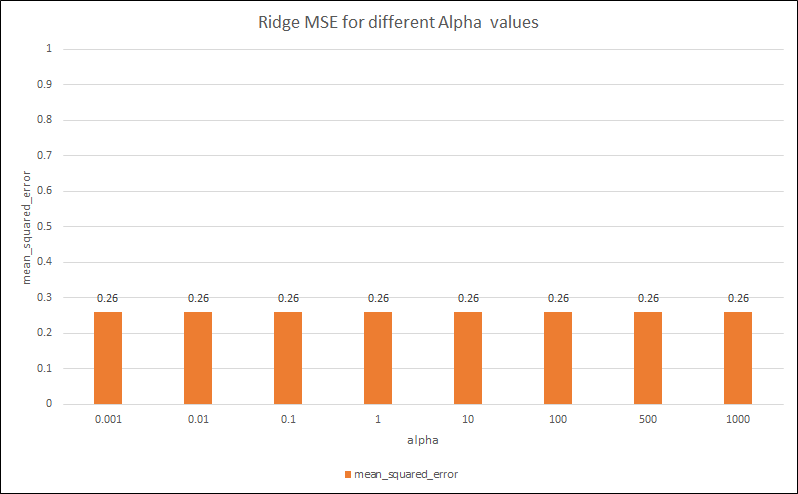 Ridge MSE for different Alpha  values
1
0.9
0.8
0.7
0.6
0.5
0.4
0.3
0.2
0.1
0
mean_squared_error
0.26 0.26 0.26 0.26 0.26 0.26 0.26 0.26
0.001 0.01 0.1 1 10 100 500 1000
alpha
mean_squared_error